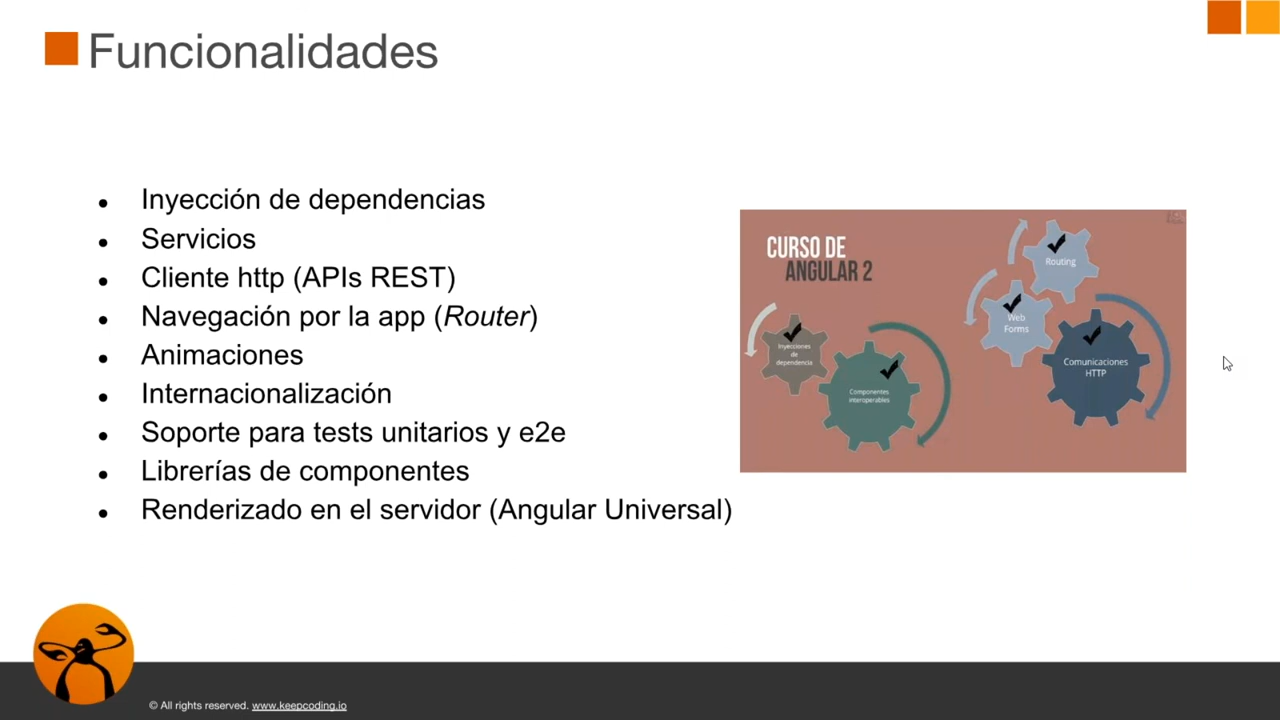 Funcionalidades
Inyección de dependencias
Servicios
Cliente http (APIs REST)
Navegación por la app (Router)
Animaciones
Internacionalización
Soporte para tests unitarios y e2e
Librerías de componentes
Renderizado en el servidor (Angular Universal)
CURSO DE
ANGULAR 2
Inyecciones
de
dependencia
Componentes
interoperables
Routing
Web
Forms
Comunicaciones
HTTP
© All rights reserved. www.keepcoding.io